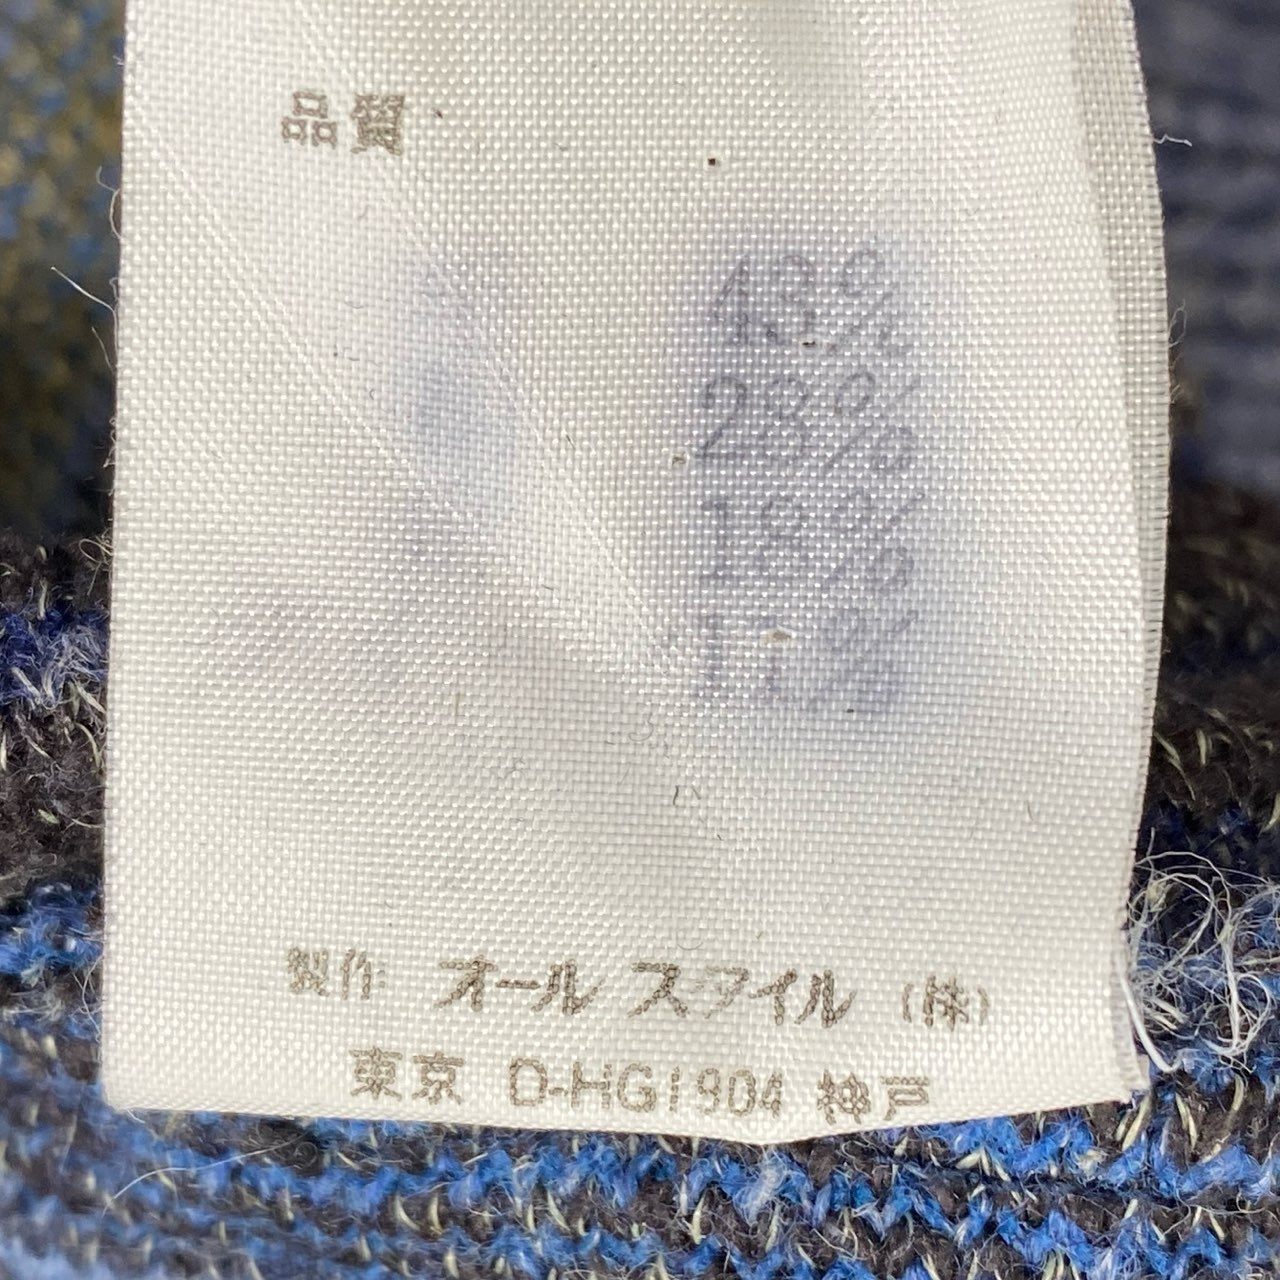 品質
43%
28%
18%
11%
製作 オール スタイル (株)
東京 D-HG1904 神戸